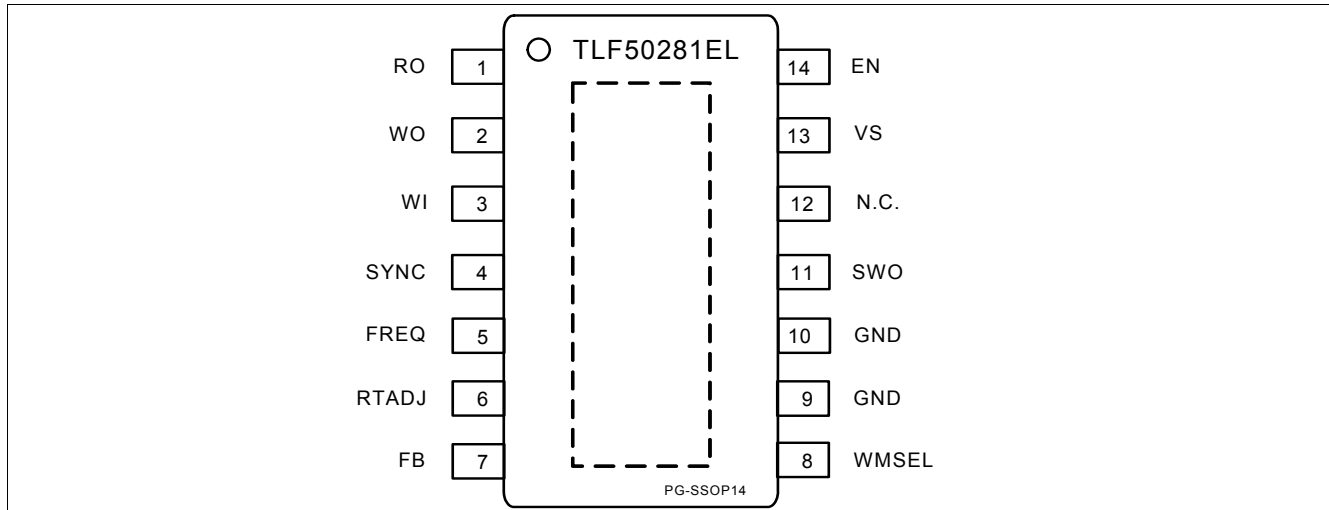 TLF50281EL
RO 1 14 EN
WO 2 13 VS
WI 3 12 N.C.
SYNC 4 11 SWO
FREQ 5 10 GND
RTADJ 6 9 GND
FB 7 8 WMSEL
PG-SSOP14